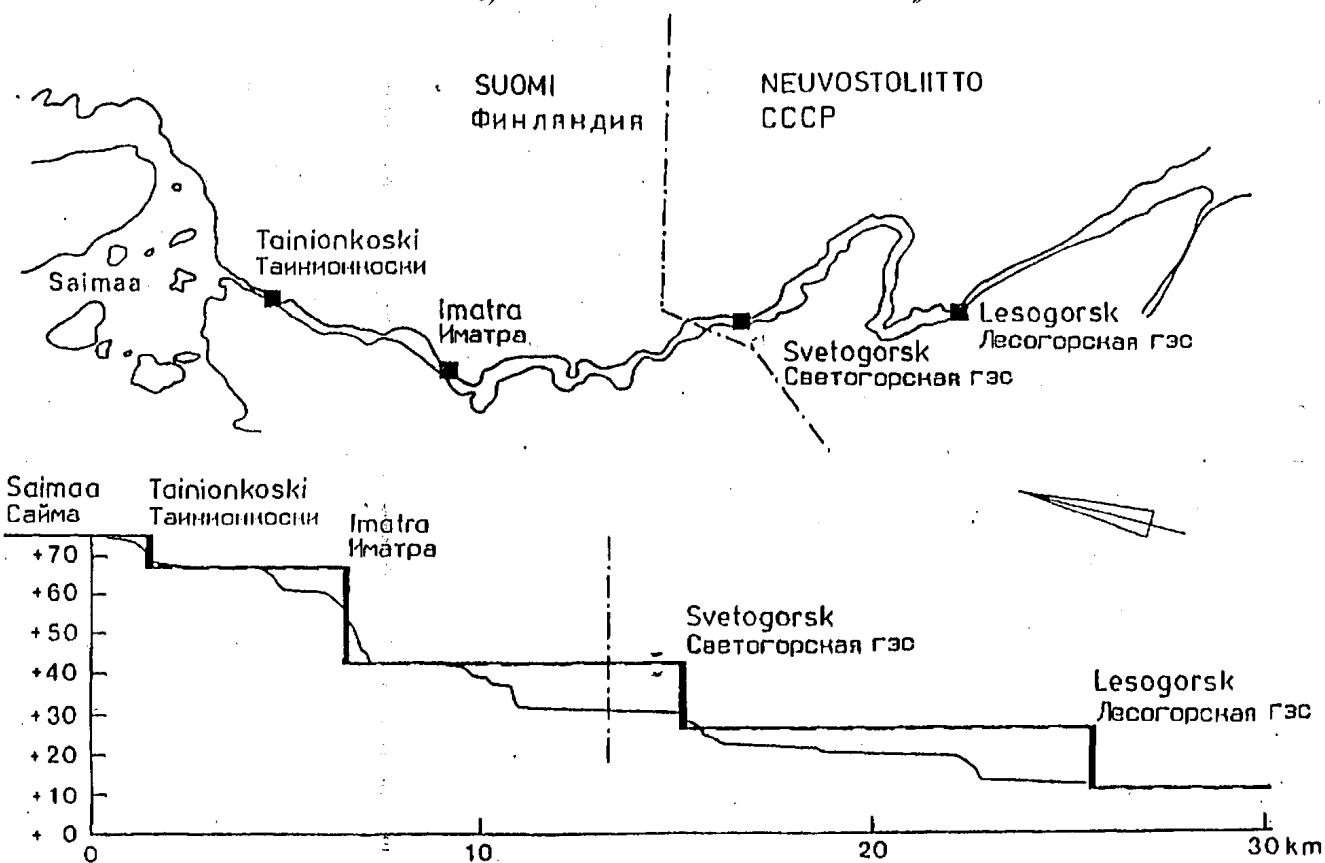 SUOMI
Финляндия
NEUVOSTOLIITTO
СССР
Tainionkoski
Таинионкоски
Saimaa
Imatra
Иматра
Lesogorsk
Лесогорская гэс
Svetogorsk
Светогорская гэс
Saimaa
Сайма
Tainionkoski
Таинионкоски
Imatra
Иматра
Svetogorsk
Светогорская гэс
Lesogorsk
Лесогорская гэс
+70
+60
+50
+40
+30
+20
+10
+ 0
0
10
20
30 km